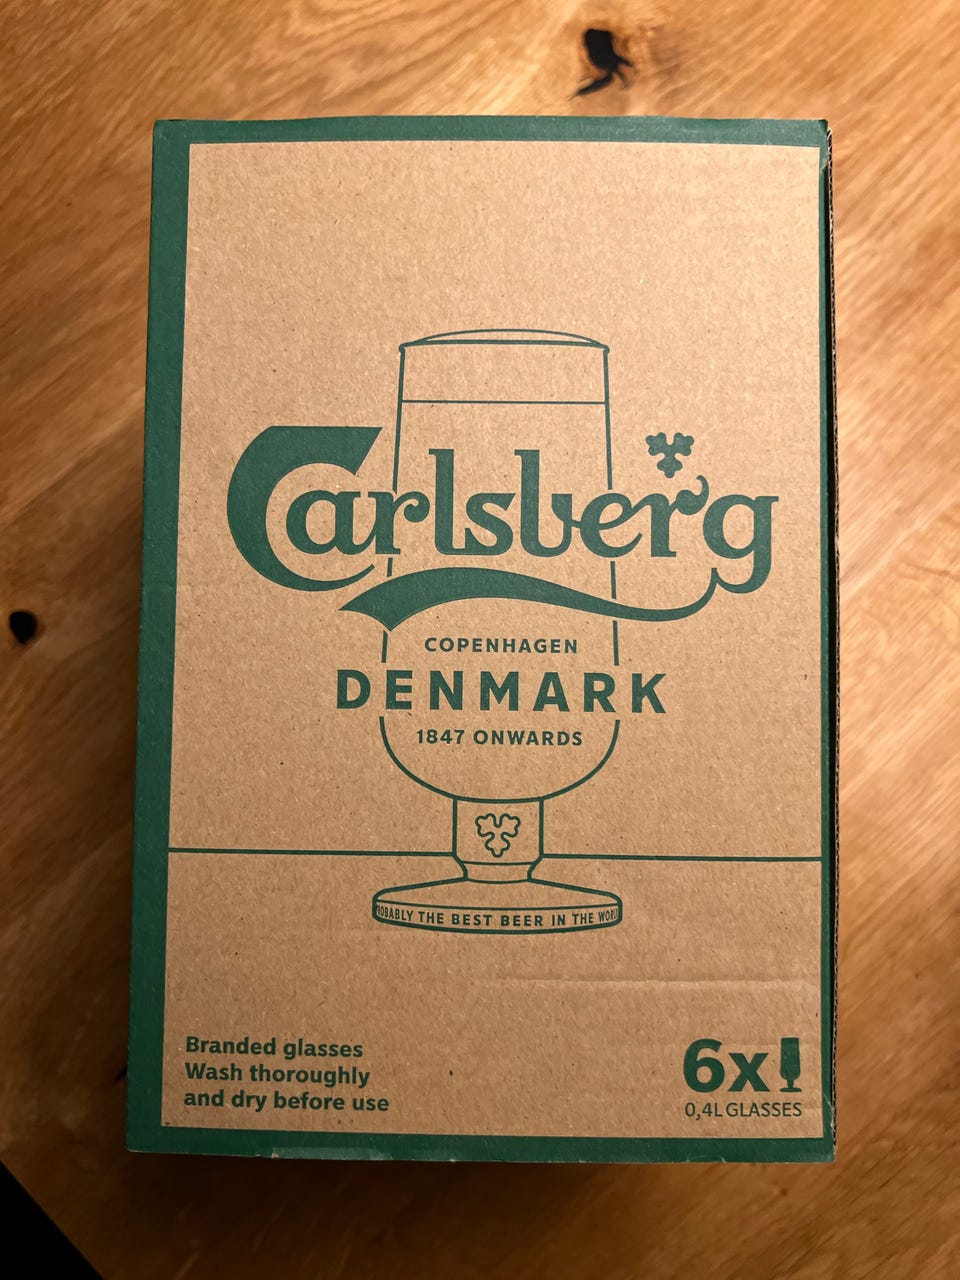 Carlsberg
COPENHAGEN
DENMARK
1847 ONWARDS
THE BEST BEER IN THE
Branded glasses
Wash thoroughly
and dry before use
6x
0,4L GLASSES